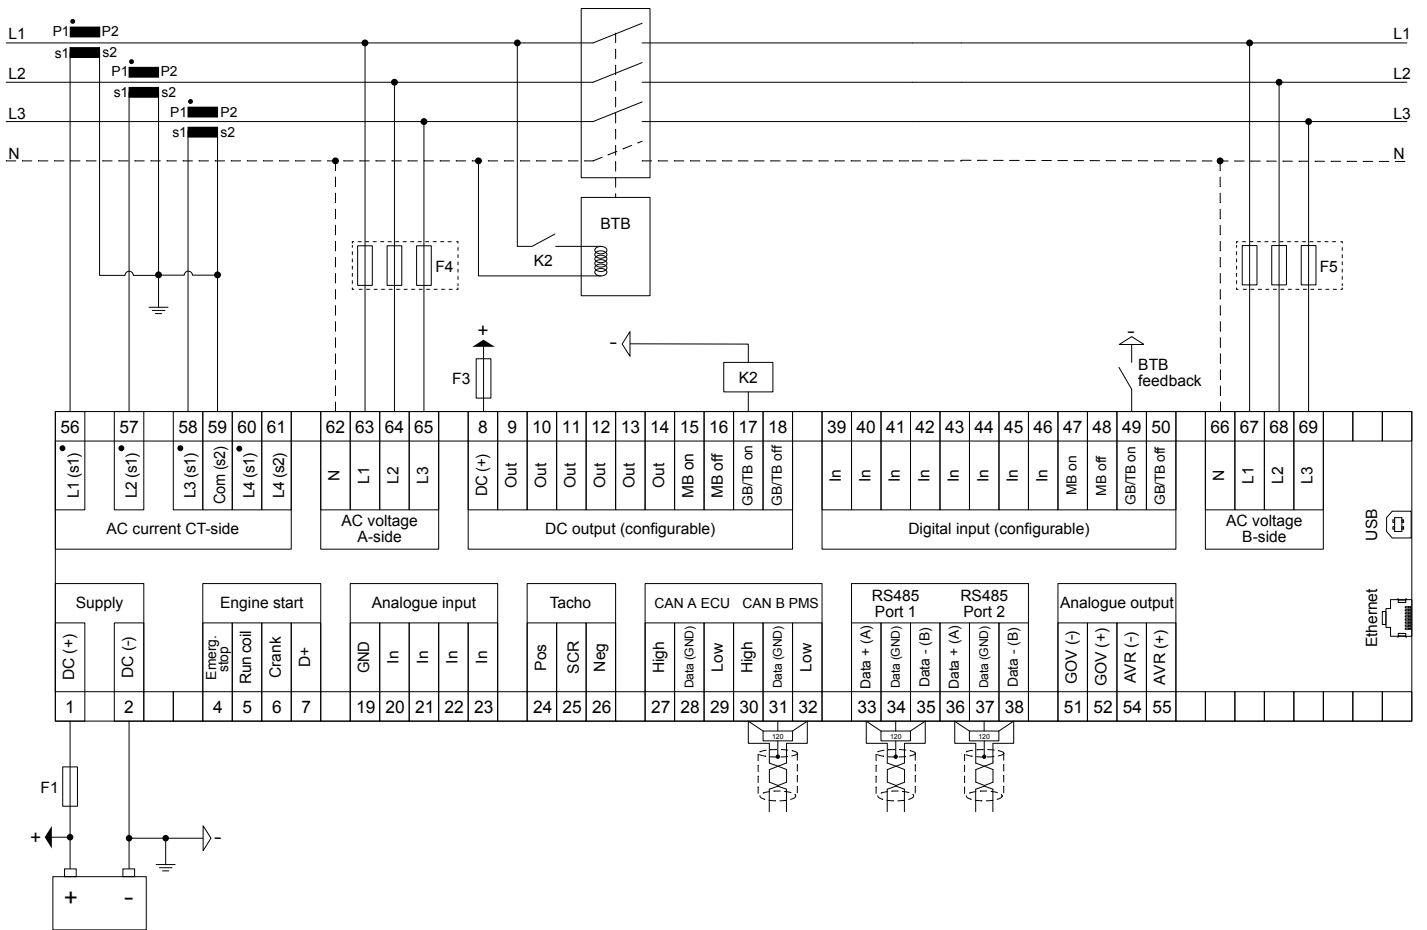 P1 P2
L1 L1
s1 s2
P1 P2
L2 L2
s1 s2
P1 P2
L3 L3
s1 s2
N N
BTB
K2
F4 F5
+ - -
F3 K2 BTB
feedback
56 57 58 59 60 61 62 63 64 65 8 9 10 11 12 13 14 15 16 17 18 39 40 41 42 43 44 45 46 47 48 49 50 66 67 68 69
L1 (s1) L2 (s1) L3 (s1) Com (s2) L4 (s1) L4 (s2) N L1 L2 L3 DC (+) Out Out Out Out Out Out MB on MB off GB/TB on GB/TB off In In In In In In In In MB on MB off GB/TB on GB/TB off N L1 L2 L3
AC current CT-side
AC voltage
A-side
DC output (configurable)
Digital input (configurable)
AC voltage
B-side
USB
Ethernet
Supply Engine start Analogue input Tacho CAN A ECU CAN B PMS
RS485
Port 1
RS485
Port 2
Analogue output
DC (+) DC (-) Emerg.
stop
Run coil Crank D+ GND In In In In Pos SCR Neg High Data (GND) Low High Data (GND) Low Data + (A) Data (GND) Data - (B) Data + (A) Data (GND) Data - (B) GOV (-) GOV (+) AVR (-) AVR (+)
1 2 4 5 6 7 19 20 21 22 23 24 25 26 27 28 29 30 31 32 33 34 35 36 37 38 51 52 54 55
120 120 120
F1
+ -
+ -